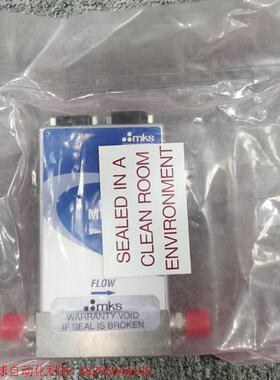 mks
SEALED IN A
CLEAN ROOM
ENVIRONMENT
FLOW
mks
WARRANTY VOID
IF SEAL IS BROKEN